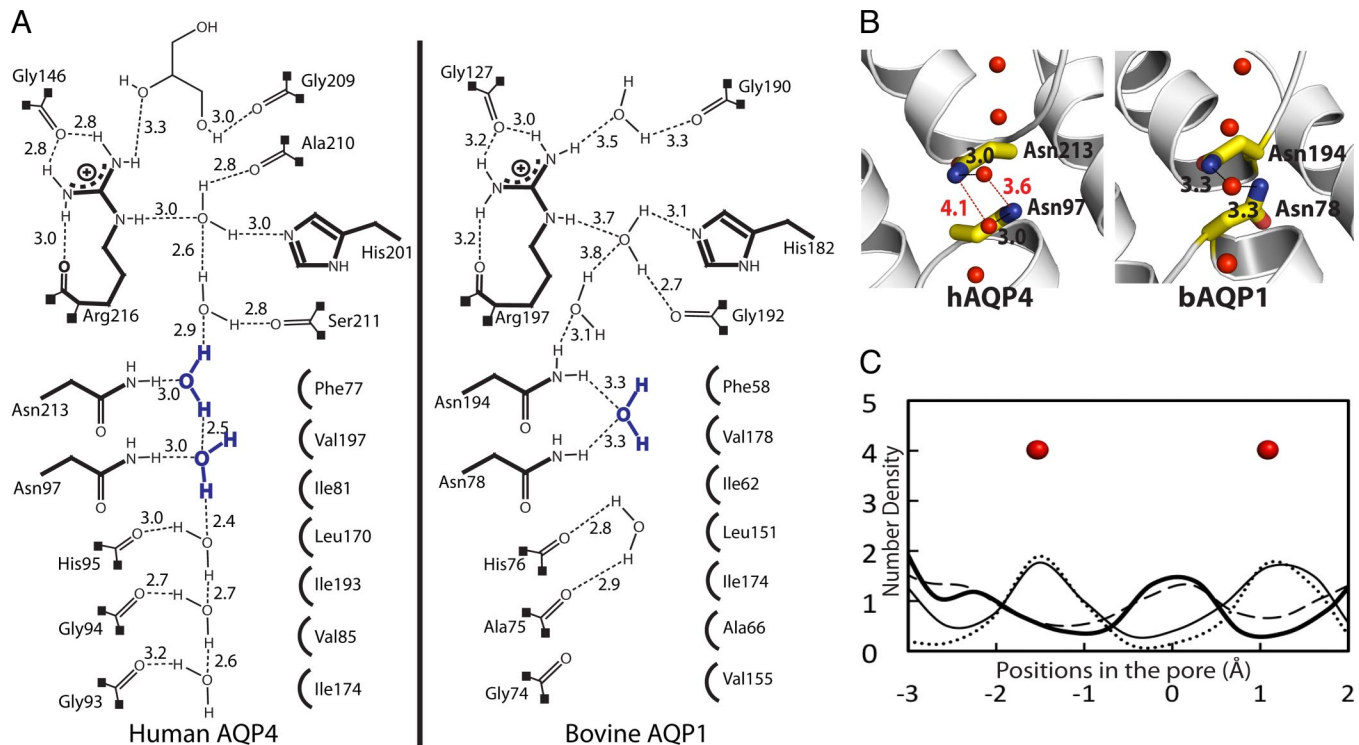 A
OH
Gly146
H
O
Gly209
O
3.0
O
H
2.8
O
H
3.3
Ala210
2.8
H
N
H
2.8
O
H
N
H
3.0
N
H
3.0
O
H
3.0
N
His201
2.6
NH
O
H
Arg216
O
H
2.8
O
Ser211
2.9
H
N
H
O
3.0
H
Asn213
O
2.5
H
N
H
3.0
O
H
Asn97
O
H
3.0
H
2.4
O
O
His95
H
2.7
H
2.7
O
O
Gly94
H
3.2
H
2.6
O
O
Gly93
H
Phe77
Val197
Ile81
Leu170
Ile193
Val85
Ile174
Human AQP4
Gly127
H
Gly190
O
3.0
H
O
H
3.3
O
3.2
H
N
H
3.5
H
N
H
N
H
3.7
H
3.1
N
His182
3.2
O
3.8
H
NH
O
H
2.7
Arg197
O
H
O
Gly192
3.1
H
H
N
H
3.3
H
Asn194
O
O
H
N
H
3.3
Asn78
O
H
2.8
O
O
His76
H
2.9
O
Ala75
O
Gly74
Phe58
Val178
Ile62
Leu151
Ile174
Ala66
Val155
Bovine AQP1
B
3.0
Asn213
3.6
4.1
Asn97
3.0
hAQP4
Asn194
3.3
Asn78
3.3
bAQP1
C
Number Density
5
4
3
2
1
0
-3
-2
-1
0
1
2
Positions in the pore (Å)